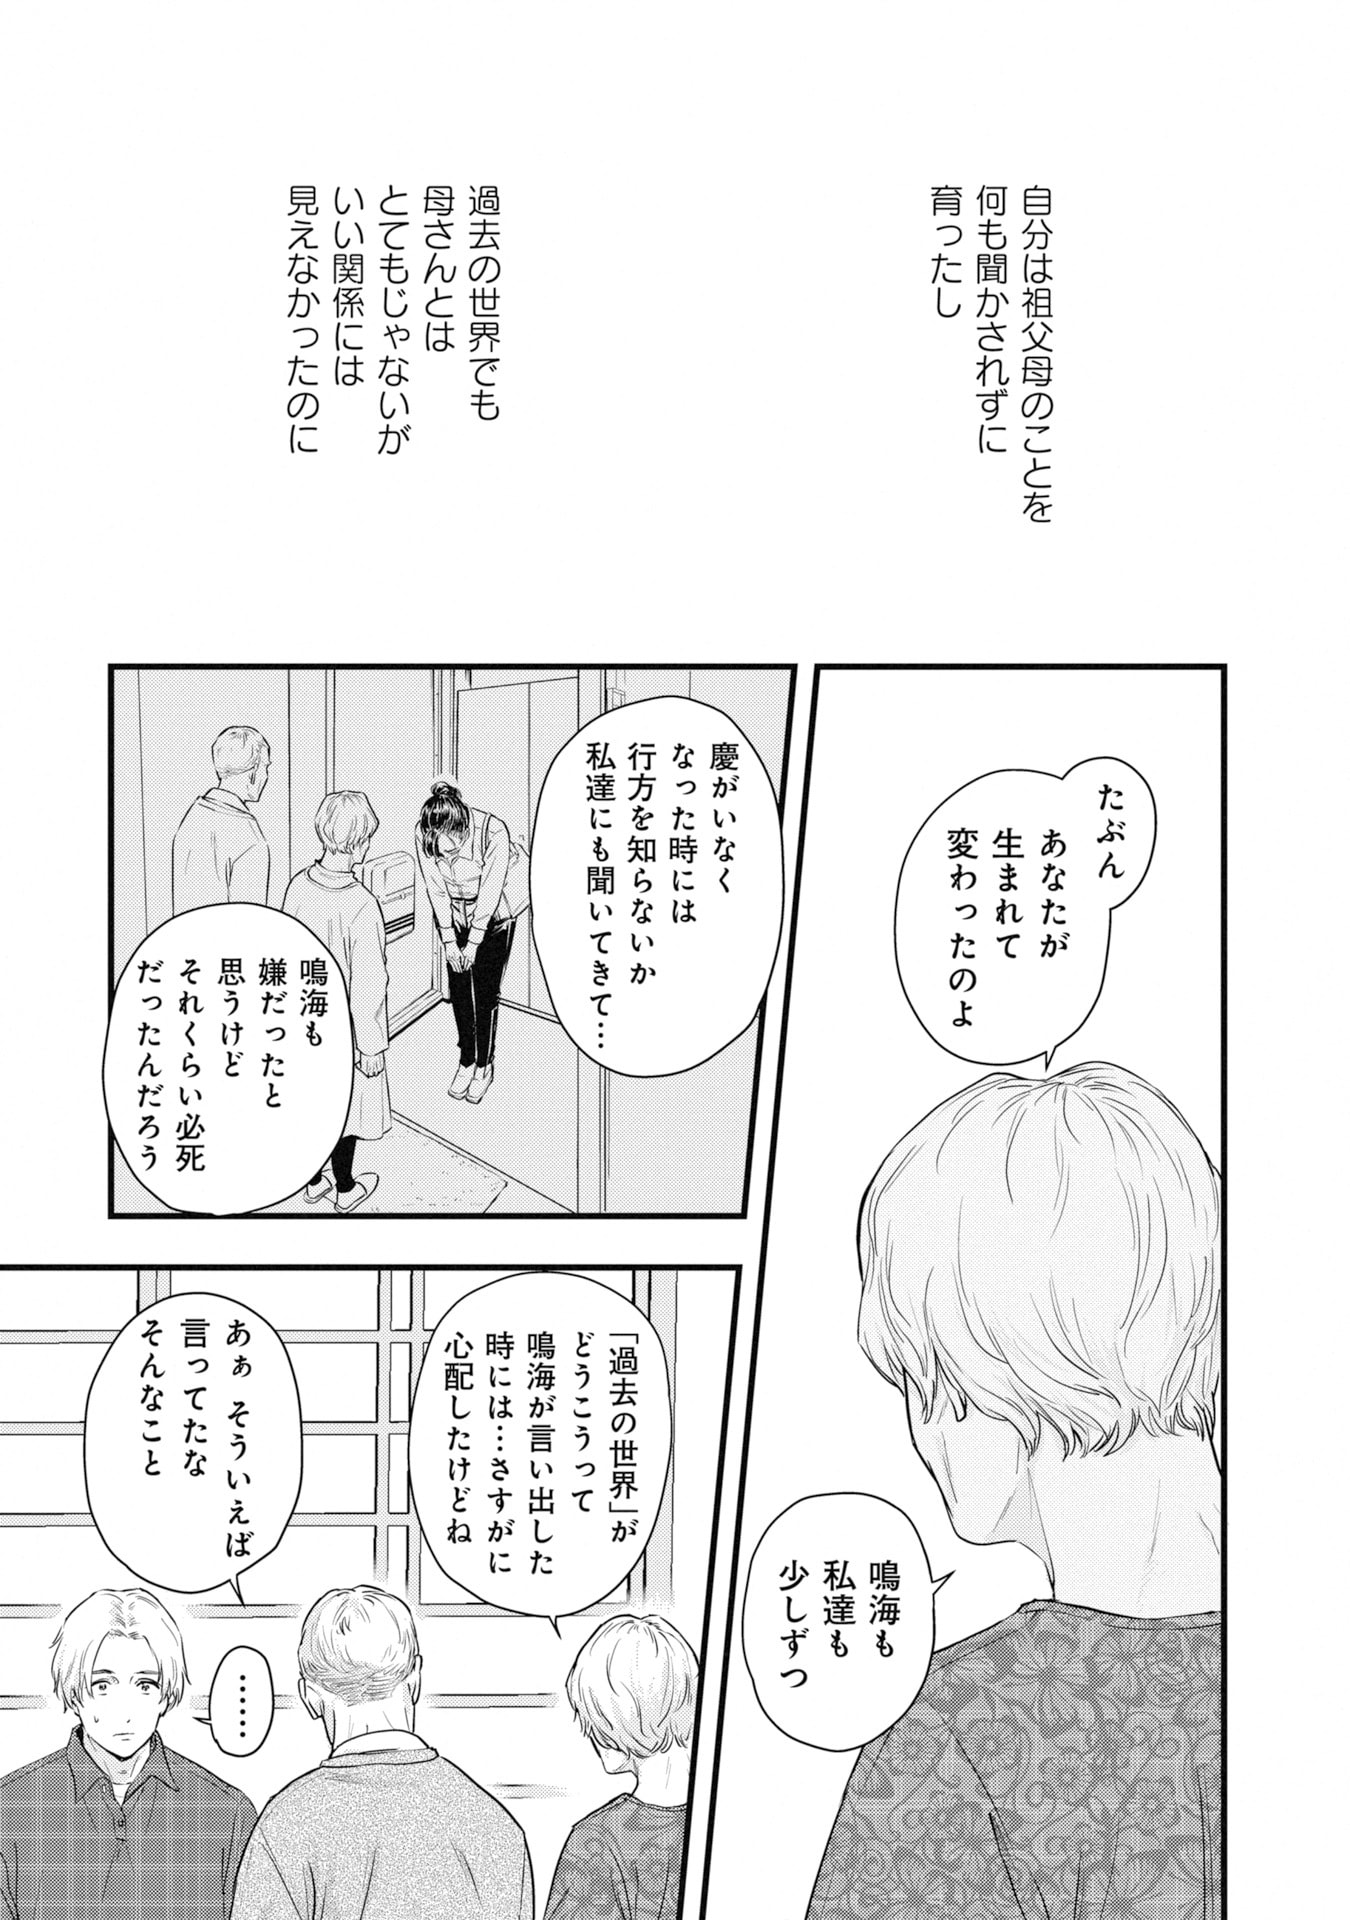 自分は祖父母のことを
何も聞かされずに
育ったし
過去の世界でも
母さんとは
とてもじゃないが
いい関係には
見えなかったのに
たぶん
あなたが
生まれて
変わったのよ
鳴海も
私達も
少しずつ
慶がいなく
なった時には
行方を知らないか
私達にも聞いてきて…
鳴海も
嫌だったと
思うけど
それくらい必死
だったんだろう
「過去の世界」が
どうこうって
鳴海が言い出した
時には…さすがに
心配したけどね
あぁ そういえば
言ってたな
そんなこと
……